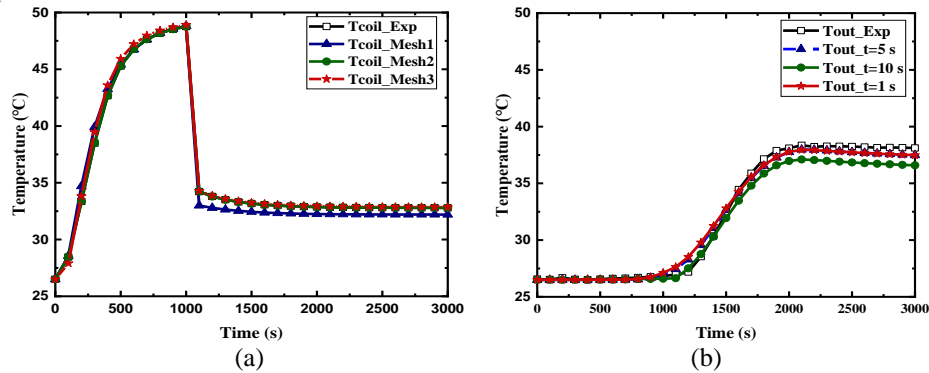 50
45
40
35
30
25
Temperature (°C)
0 500 1000 1500 2000 2500 3000
Time (s)
Tcoil_Exp
Tcoil_Mesh1
Tcoil_Mesh2
Tcoil_Mesh3
(a)
50
45
40
35
30
25
Temperature (°C)
0 500 1000 1500 2000 2500 3000
Time (s)
Tout_Exp
Tout_t=5 s
Tout_t=10 s
Tout_t=1 s
(b)